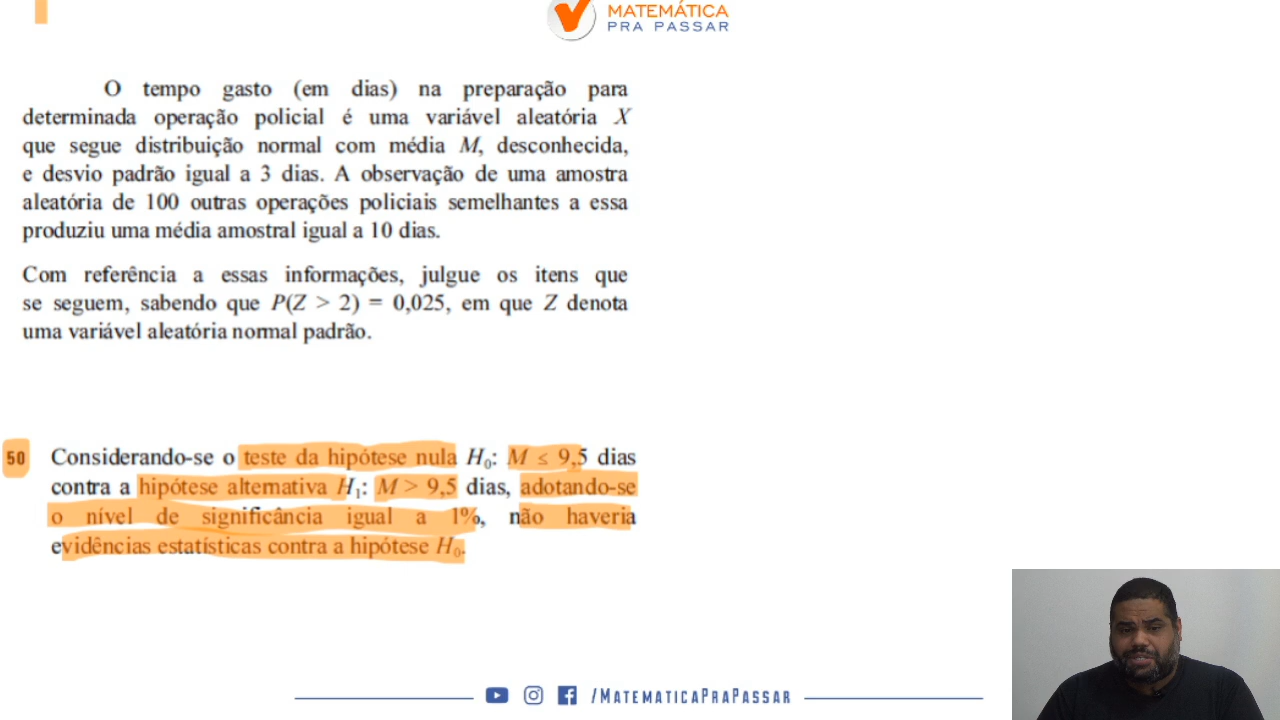 MATEMÁTICA
PRA PASSAR
O tempo gasto (em dias) na preparação para
determinada operação policial é uma variável aleatória X
que segue distribuição normal com média M, desconhecida,
e desvio padrão igual a 3 dias. A observação de uma amostra
aleatória de 100 outras operações policiais semelhantes a essa
produziu uma média amostral igual a 10 dias.
Com referência a essas informações, julgue os itens que
se seguem, sabendo que P(Z > 2) = 0,025, em que Z denota
uma variável aleatória normal padrão.
50 Considerando-se o teste da hipótese nula H₀: M ≤ 9,5 dias
contra a hipótese alternativa H₁: M > 9,5 dias, adotando-se
o nível de significância igual a 1%, não haveria
evidências estatísticas contra a hipótese H₀.
/MATEMATICAPRAPASSAR